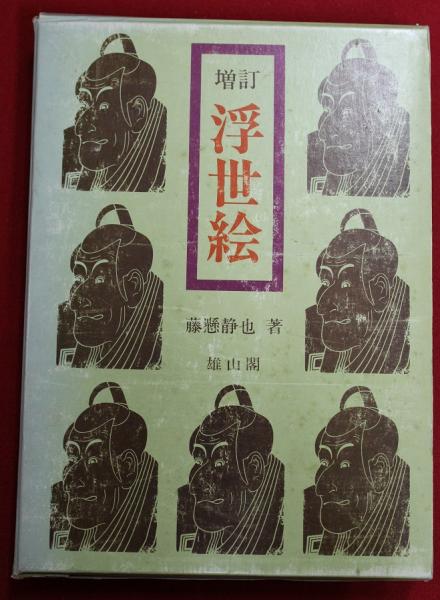 増訂
浮世絵
藤懸静也 著
雄山閣